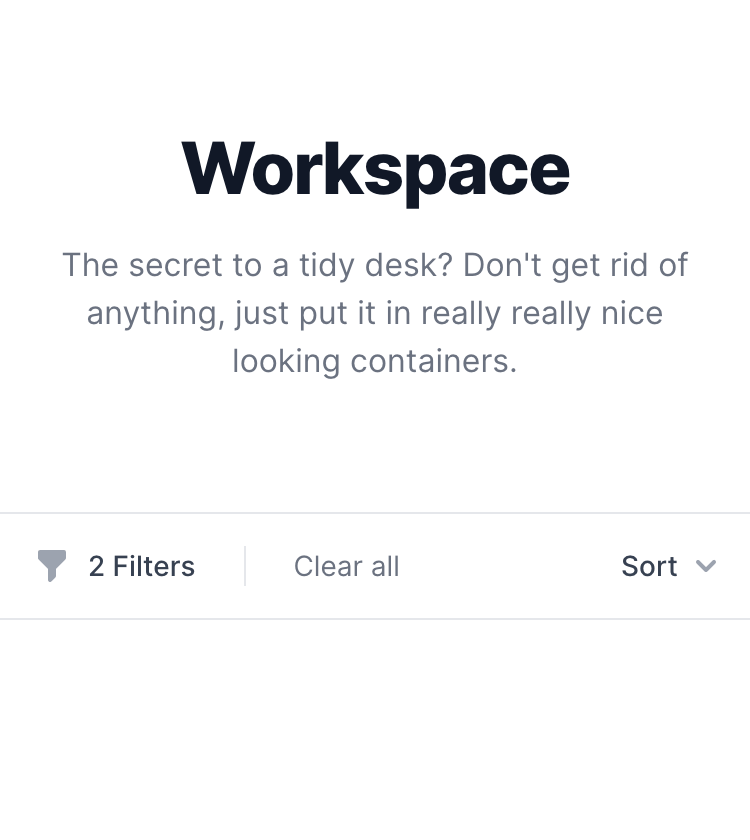 Workspace
The secret to a tidy desk? Don't get rid of
anything, just put it in really really nice
looking containers.
2 Filters Clear all Sort